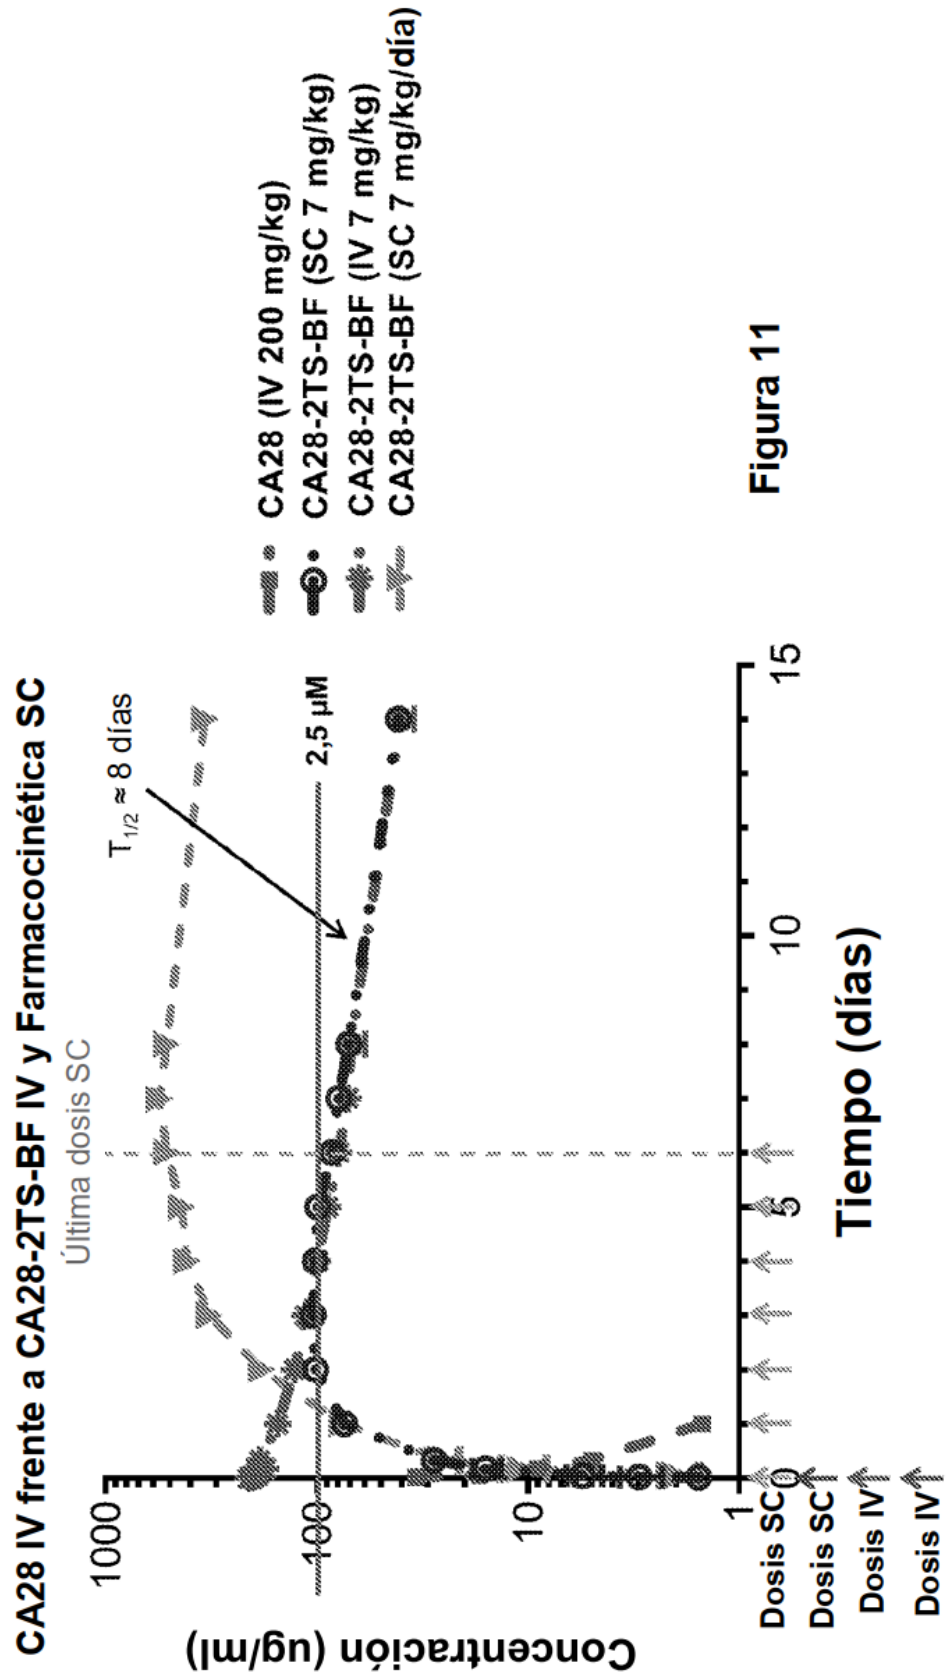 CA28 IV frente a CA28-2TS-BF IV y Farmacocinética SC
Última dosis SC
T1/2 ≈ 8 días
2,5 µM
CA28 (IV 200 mg/kg)
CA28-2TS-BF (SC 7 mg/kg)
CA28-2TS-BF (IV 7 mg/kg)
CA28-2TS-BF (SC 7 mg/kg/día)
Concentración (ug/ml)
1000
100
10
1
0
5
10
15
Tiempo (días)
Dosis SC
Dosis SC
Dosis IV
Dosis IV
Figura 11